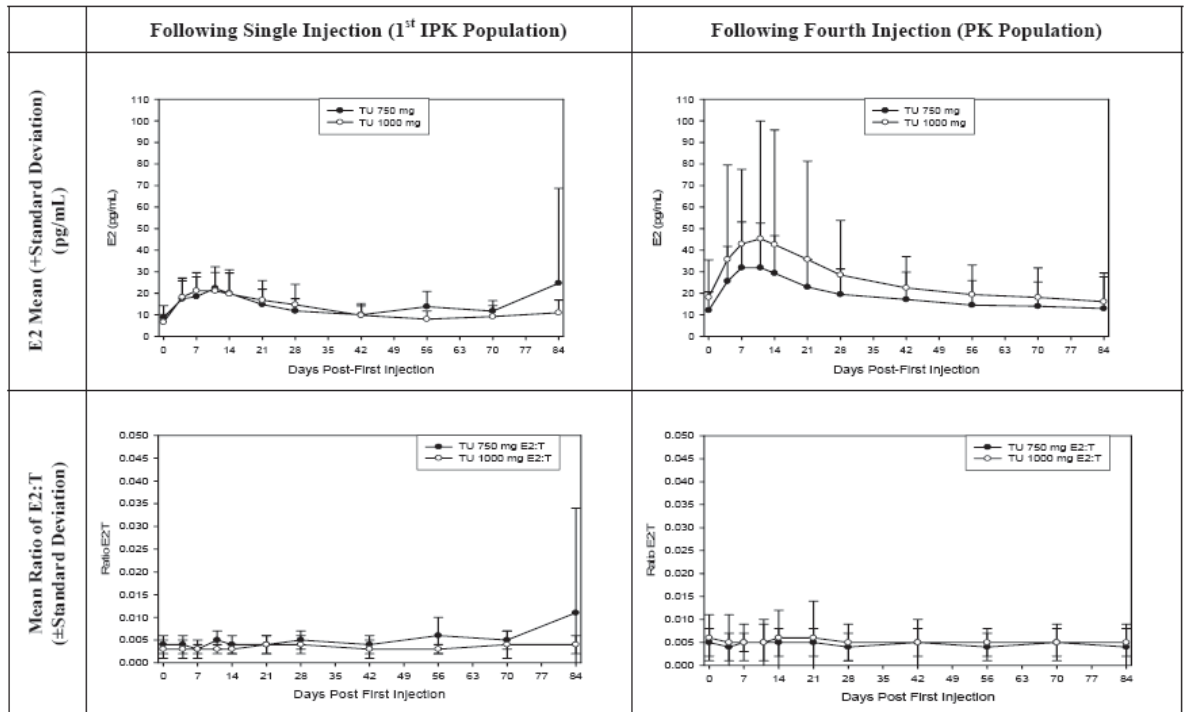 Following Single Injection (1st IPK Population)
Following Fourth Injection (PK Population)
E2 Mean (+Standard Deviation)
(pg/mL)
110
100
90
80
70
60
50
40
30
20
10
0
E2 (pg/mL)
TU 750 mg
TU 1000 mg
0 7 14 21 28 35 42 49 56 63 70 77 84
Days Post-First Injection
110
100
90
80
70
60
50
40
30
20
10
0
E2 (pg/mL)
TU 750 mg
TU 1000 mg
0 7 14 21 28 35 42 49 56 63 70 77 84
Days Post-First Injection
Mean Ratio of E2:T
(±Standard Deviation)
0.050
0.045
0.040
0.035
0.030
0.025
0.020
0.015
0.010
0.005
0.000
Ratio E2:T
TU 750 mg E2:T
TU 1000 mg E2:T
0 7 14 21 28 35 42 49 56 63 70 77 84
Days Post First Injection
0.050
0.045
0.040
0.035
0.030
0.025
0.020
0.015
0.010
0.005
0.000
Ratio E2:T
TU 750 mg E2:T
TU 1000 mg E2:T
0 7 14 21 28 35 42 49 56 63 70 77 84
Days Post First Injection